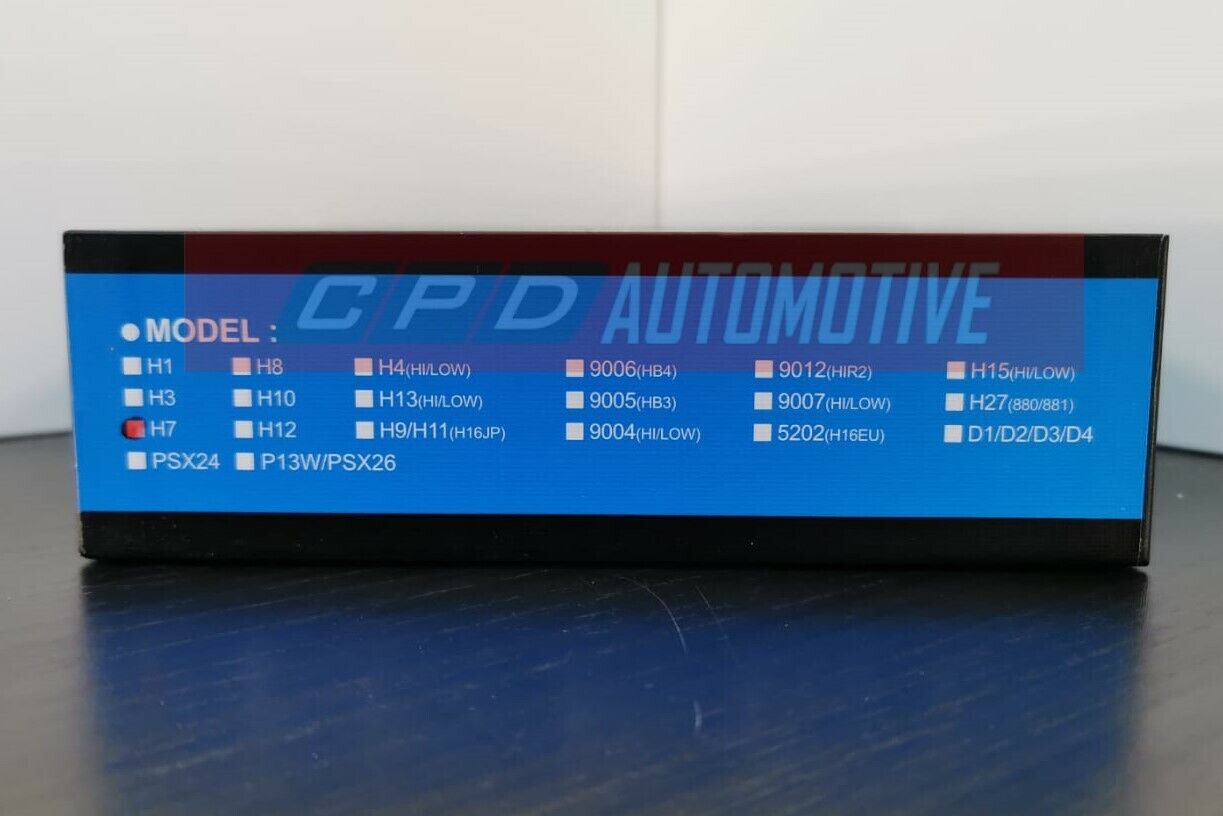 CPD AUTOMOTIVE
MODEL :
H1 H8 H4(HI/LOW) 9006(HB4) 9012(HIR2) H15(HI/LOW)
H3 H10 H13(HI/LOW) 9005(HB3) 9007(HI/LOW) H27(880/881)
H7 H12 H9/H11(H16JP) 9004(HI/LOW) 5202(H16EU) D1/D2/D3/D4
PSX24 P13W/PSX26